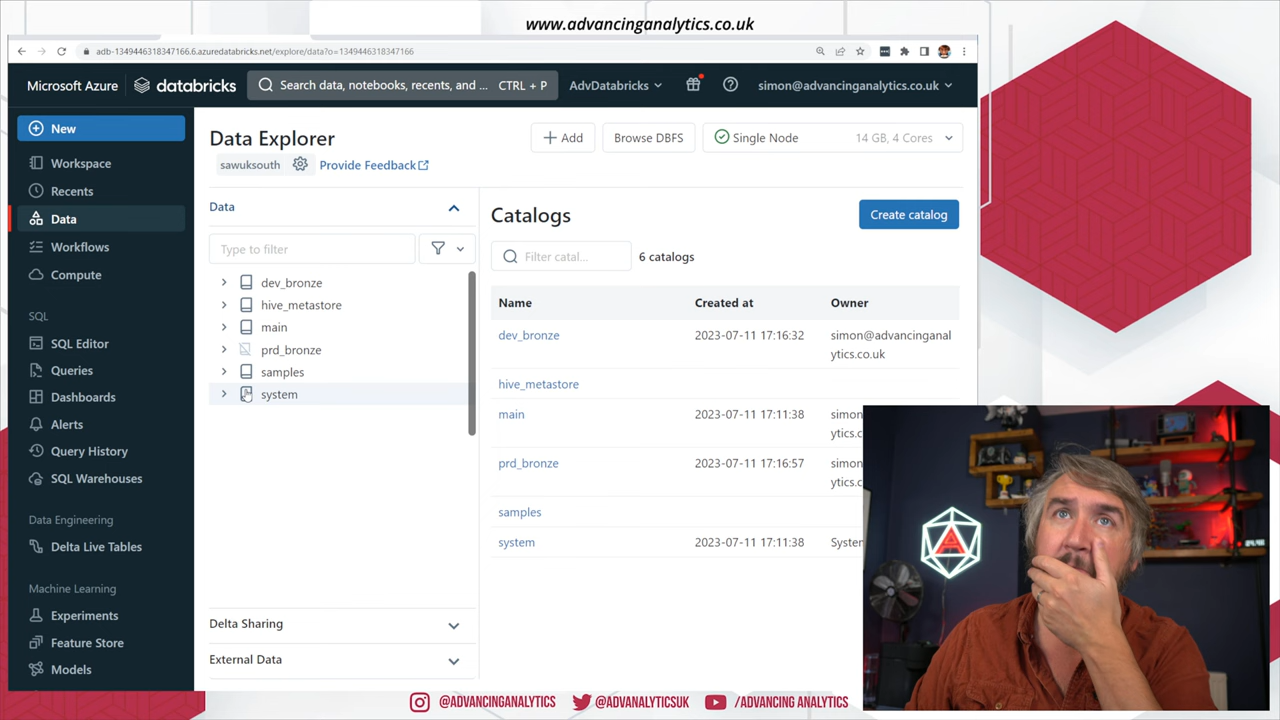 www.advancinganalytics.co.uk
adb-1349446318347166.6.azuredatabricks.net/explore/data?o=1349446318347166
Microsoft Azure
databricks
Search data, notebooks, recents, and ...
CTRL + P
AdvDatabricks
simon@advancinganalytics.co.uk
New
Workspace
Recents
Data
Workflows
Compute
SQL
SQL Editor
Queries
Dashboards
Alerts
Query History
SQL Warehouses
Data Engineering
Delta Live Tables
Machine Learning
Experiments
Feature Store
Models
Data Explorer
sawuksouth
Provide Feedback
Add
Browse DBFS
Single Node
14 GB, 4 Cores
Data
Type to filter
dev_bronze
hive_metastore
main
prd_bronze
samples
system
Delta Sharing
External Data
Catalogs
Create catalog
Filter catal...
6 catalogs
Name Created at Owner
dev_bronze 2023-07-11 17:16:32 simon@advancinganal
ytics.co.uk
hive_metastore
main 2023-07-11 17:11:38 simon
ytics.c
prd_bronze 2023-07-11 17:16:57 simon
ytics.c
samples
system 2023-07-11 17:11:38 System
A
@ADVANCINGANALYTICS
@ADVANALYTICSUK
/ADVANCING ANALYTICS